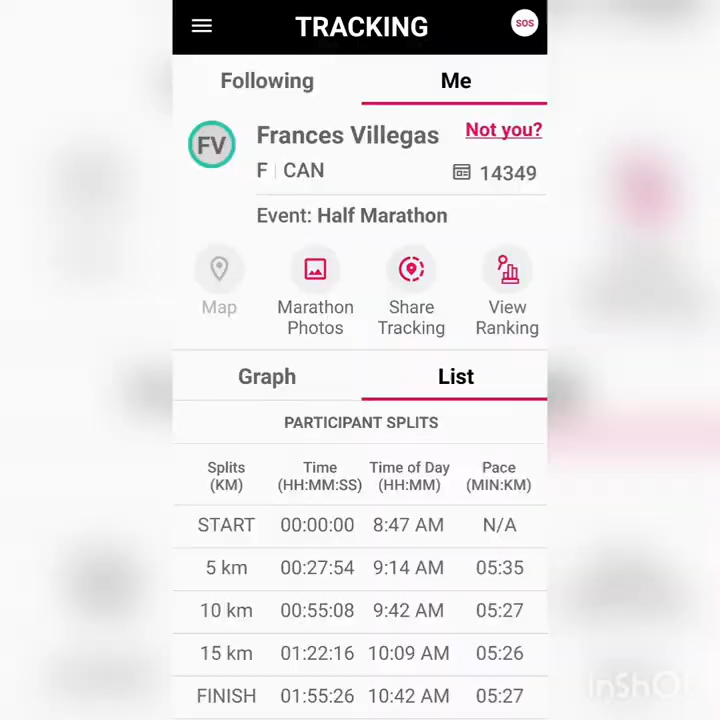 TRACKING
SOS
Following Me
FV
Frances Villegas Not you?
F | CAN 14349
Event: Half Marathon
Map Marathon Photos Share Tracking View Ranking
Graph List
PARTICIPANT SPLITS
Splits (KM) Time (HH:MM:SS) Time of Day (HH:MM) Pace (MIN:KM)
START 00:00:00 8:47 AM N/A
5 km 00:27:54 9:14 AM 05:35
10 km 00:55:08 9:42 AM 05:27
15 km 01:22:16 10:09 AM 05:26
FINISH 01:55:26 10:42 AM 05:27
InShOt